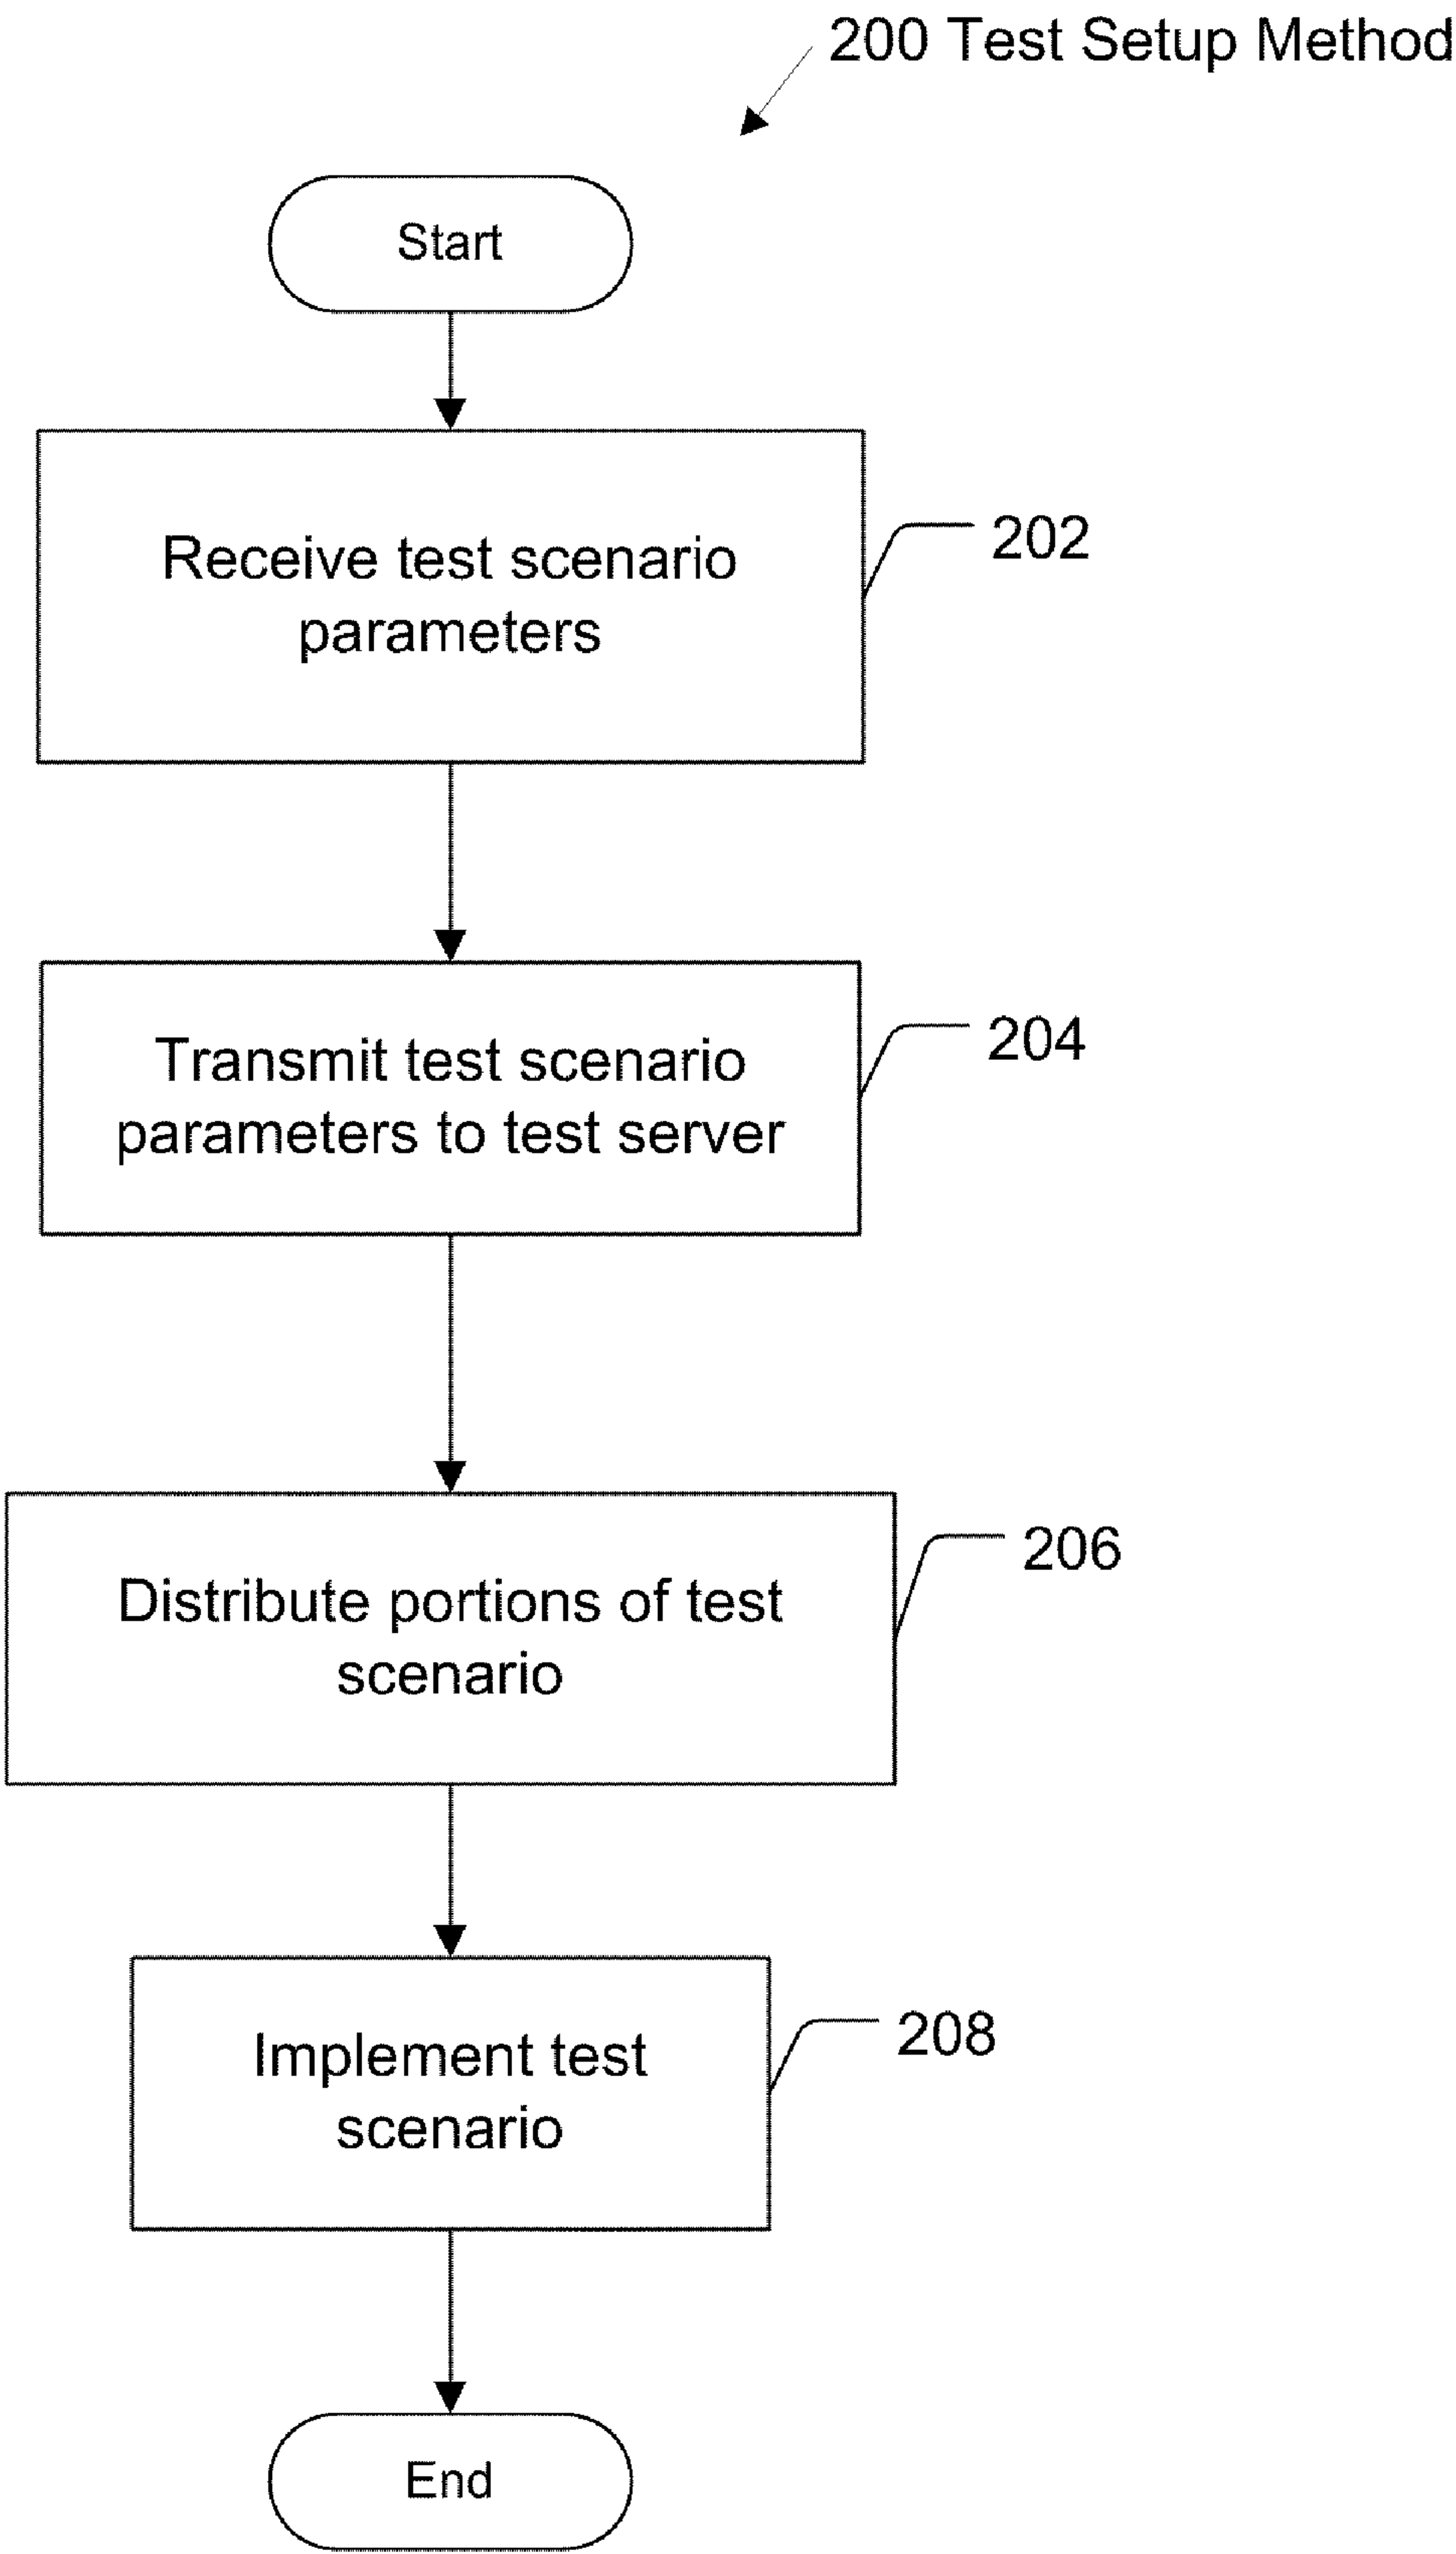 200 Test Setup Method
Start
Receive test scenario
parameters
202
Transmit test scenario
parameters to test server
204
Distribute portions of test
scenario
206
Implement test
scenario
208
End